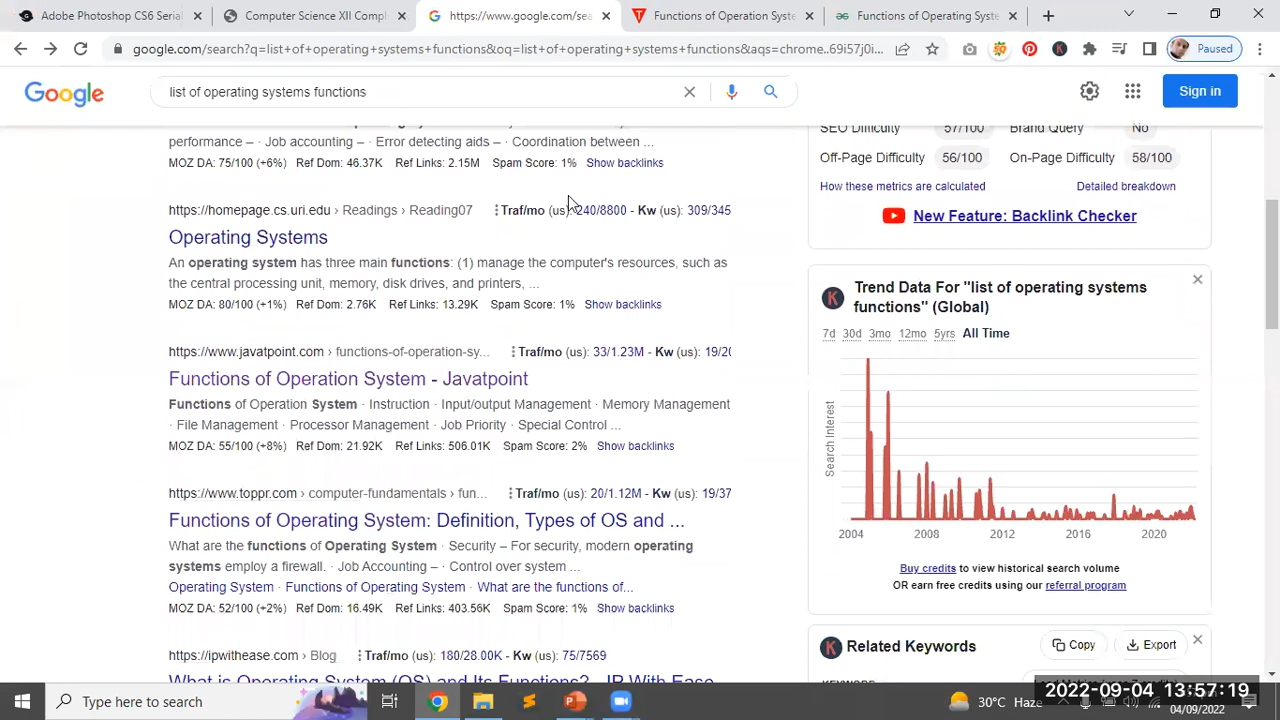 Adobe Photoshop CS6 Seria
Computer Science XII Compl
https://www.google.com/sea
Functions of Operation Syste
Functions of Operating Syste
google.com/search?q=list+of+operating+systems+functions&oq=list+of+operating+systems+functions&aqs=chrome..69i57j0i...
Paused
Google
list of operating systems functions
Sign in
performance – · Job accounting – · Error detecting aids – · Coordination between ...
MOZ DA: 75/100 (+6%) Ref Dom: 46.37K Ref Links: 2.15M Spam Score: 1% Show backlinks
https://homepage.cs.uri.edu › Readings › Reading07
Traf/mo (us): 240/8800 - Kw (us): 309/345
Operating Systems
An operating system has three main functions: (1) manage the computer's resources, such as
the central processing unit, memory, disk drives, and printers, ...
MOZ DA: 80/100 (+1%) Ref Dom: 2.76K Ref Links: 13.29K Spam Score: 1% Show backlinks
https://www.javatpoint.com › functions-of-operation-sy...
Traf/mo (us): 33/1.23M - Kw (us): 19/20
Functions of Operation System - Javatpoint
Functions of Operation System · Instruction · Input/output Management · Memory Management
· File Management · Processor Management · Job Priority · Special Control ...
MOZ DA: 55/100 (+8%) Ref Dom: 21.92K Ref Links: 506.01K Spam Score: 2% Show backlinks
https://www.toppr.com › computer-fundamentals › fun...
Traf/mo (us): 20/1.12M - Kw (us): 19/37
Functions of Operating System: Definition, Types of OS and ...
What are the functions of Operating System · Security – For security, modern operating
systems employ a firewall. · Job Accounting – · Control over system ...
Operating System · Functions of Operating System · What are the functions of...
MOZ DA: 52/100 (+2%) Ref Dom: 16.49K Ref Links: 403.56K Spam Score: 1% Show backlinks
https://ipwithease.com › Blog
Traf/mo (us): 180/28.00K - Kw (us): 75/7569
What is Operating System (OS) and Its Functions? - IP With Ease
SEO Difficulty 57/100 Brand Query No
Off-Page Difficulty 56/100 On-Page Difficulty 58/100
How these metrics are calculated Detailed breakdown
New Feature: Backlink Checker
Trend Data For "list of operating systems
functions" (Global)
7d 30d 3mo 12mo 5yrs All Time
Search Interest
2004 2008 2012 2016 2020
Buy credits to view historical search volume
OR earn free credits using our referral program
Related Keywords
Copy
Export
Type here to search
30°C Haze
2022-09-04 13:57:19
04/09/2022